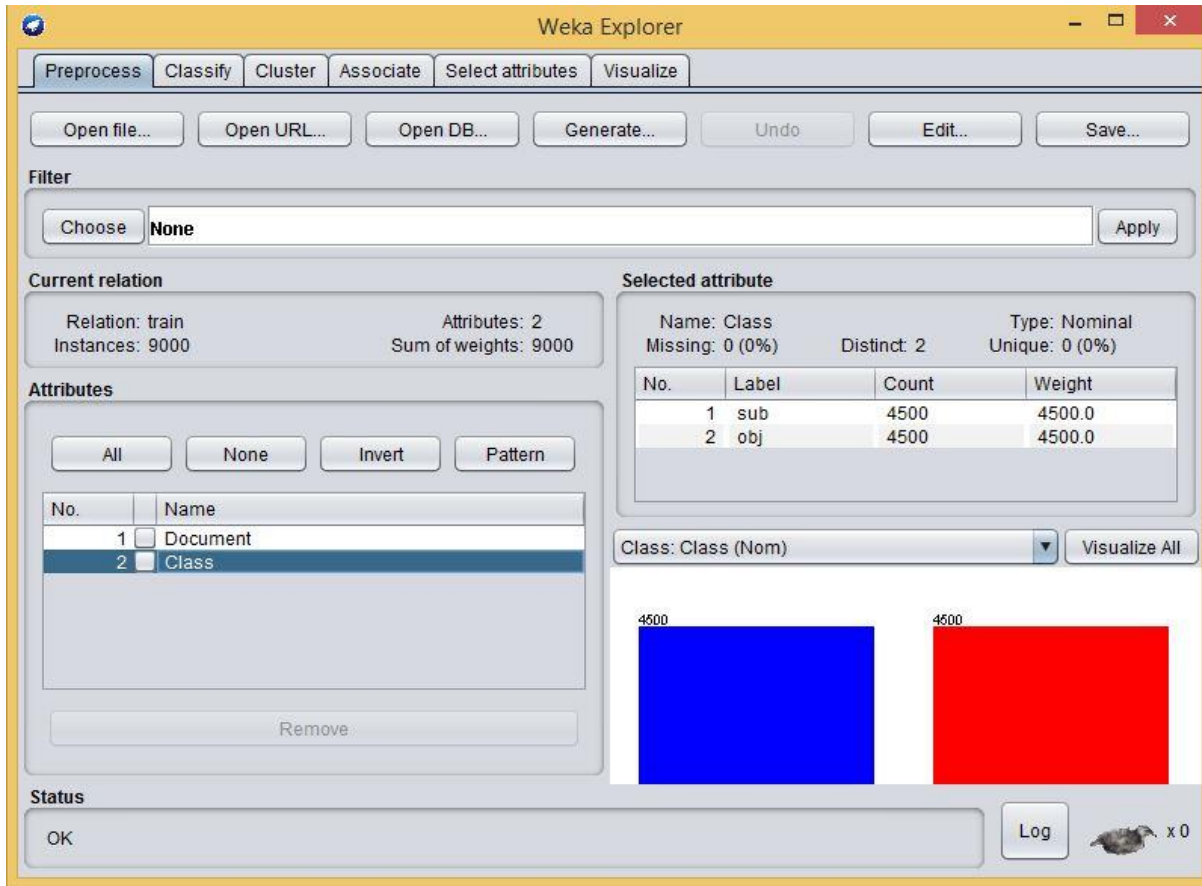 Weka Explorer
Preprocess Classify Cluster Associate Select attributes Visualize
Open file... Open URL... Open DB... Generate... Undo Edit... Save...
Filter
Choose None Apply
Current relation
Relation: train Attributes: 2
Instances: 9000 Sum of weights: 9000
Attributes
All None Invert Pattern
No. Name
1 Document
2 Class
Remove
Selected attribute
Name: Class Type: Nominal
Missing: 0 (0%) Distinct: 2 Unique: 0 (0%)
No. Label Count Weight
1 sub 4500 4500.0
2 obj 4500 4500.0
Class: Class (Nom) Visualize All
4500 4500
Status
OK
Log x 0